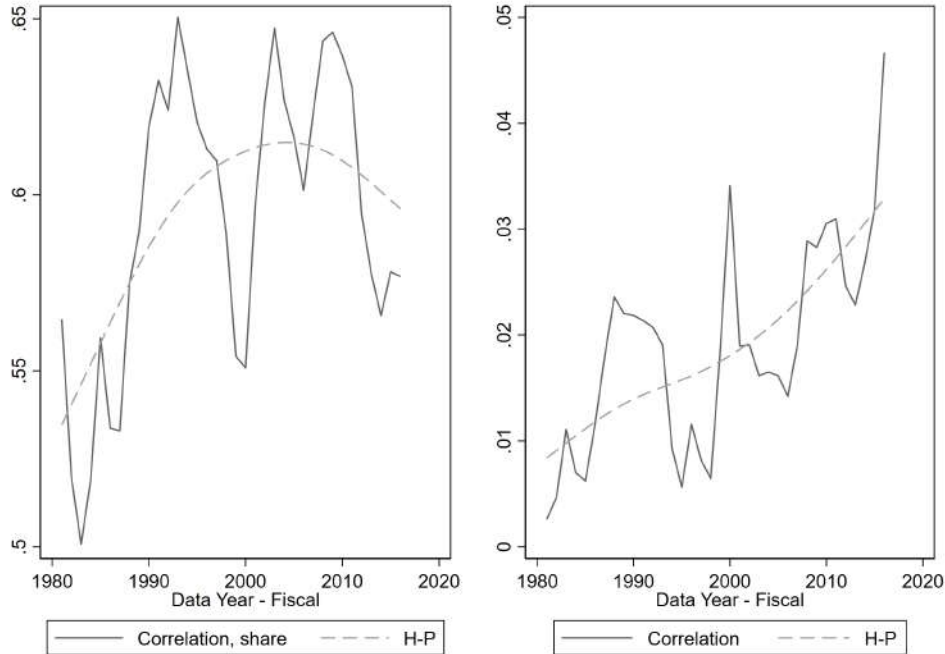 .65
.6
.55
.5
1980 1990 2000 2010 2020
Data Year - Fiscal
Correlation, share H-P
.05
.04
.03
.02
.01
0
1980 1990 2000 2010 2020
Data Year - Fiscal
Correlation H-P